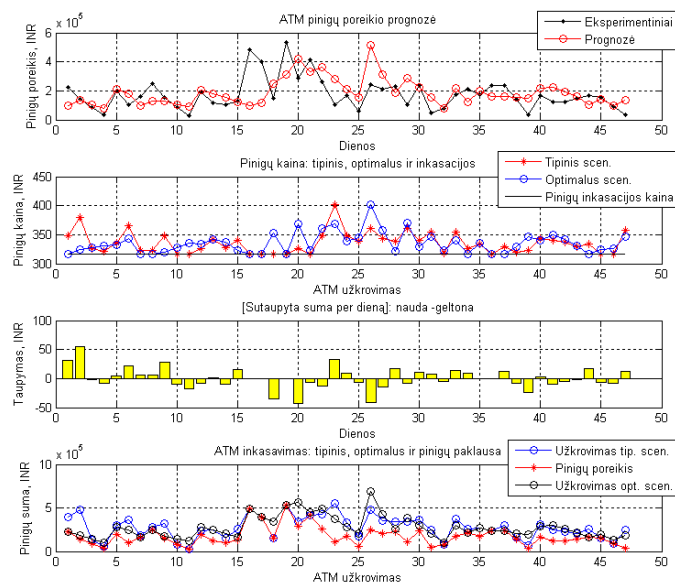 ATM pinigų poreikio prognozė
x 10^5
Pinigų poreikis, INR
6
4
2
0
Eksperimentiniai
Prognozė
0 5 10 15 20 25 30 35 40 45 50
Dienos
Pinigų kaina: tipinis, optimalus ir inkasacijos
Pinigų kaina, INR
450
400
350
300
Tipinis scen.
Optimalus scen.
Pinigų inkasacijos kaina
0 5 10 15 20 25 30 35 40 45 50
ATM užkrovimas
[Sutaupyta suma per dieną]: nauda -geltona
Taupymas, INR
100
50
0
-50
0 5 10 15 20 25 30 35 40 45 50
Dienos
ATM inkasavimas: tipinis, optimalus ir pinigų paklausa
x 10^5
Pinigų suma, INR
10
5
0
Užkrovimas tip. scen.
Pinigų poreikis
Užkrovimas opt. scen.
0 5 10 15 20 25 30 35 40 45 50
ATM užkrovimas